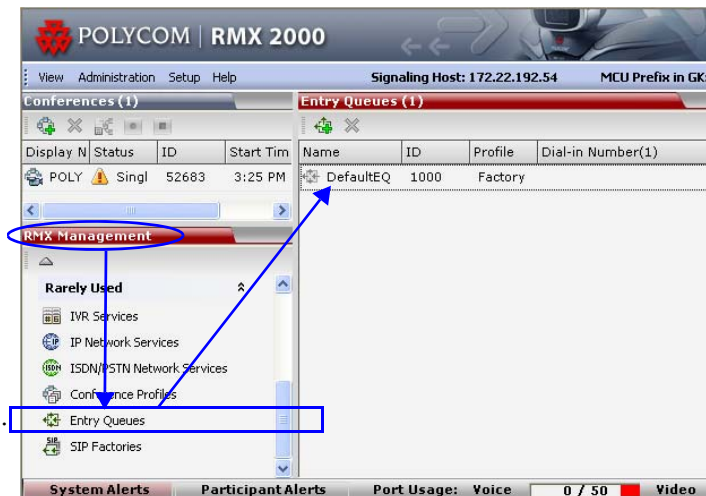 POLYCOM | RMX 2000
View Administration Setup Help Signaling Host: 172.22.192.54 MCU Prefix in GK:
Conferences (1)
Display N Status ID Start Tim
POLY Singl 52683 3:25 PM
Entry Queues (1)
Name ID Profile Dial-in Number(1)
DefaultEQ 1000 Factory
RMX Management
Rarely Used
IVR Services
IP Network Services
ISDN/PSTN Network Services
Conference Profiles
Entry Queues
SIP Factories
System Alerts Participant Alerts Port Usage: Voice 0 / 50 Video